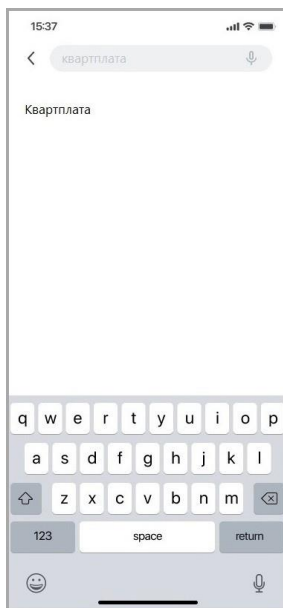 15:37
квартплата
Квартплата
q w e r t y u i o p
a s d f g h j k l
z x c v b n m
123 space return